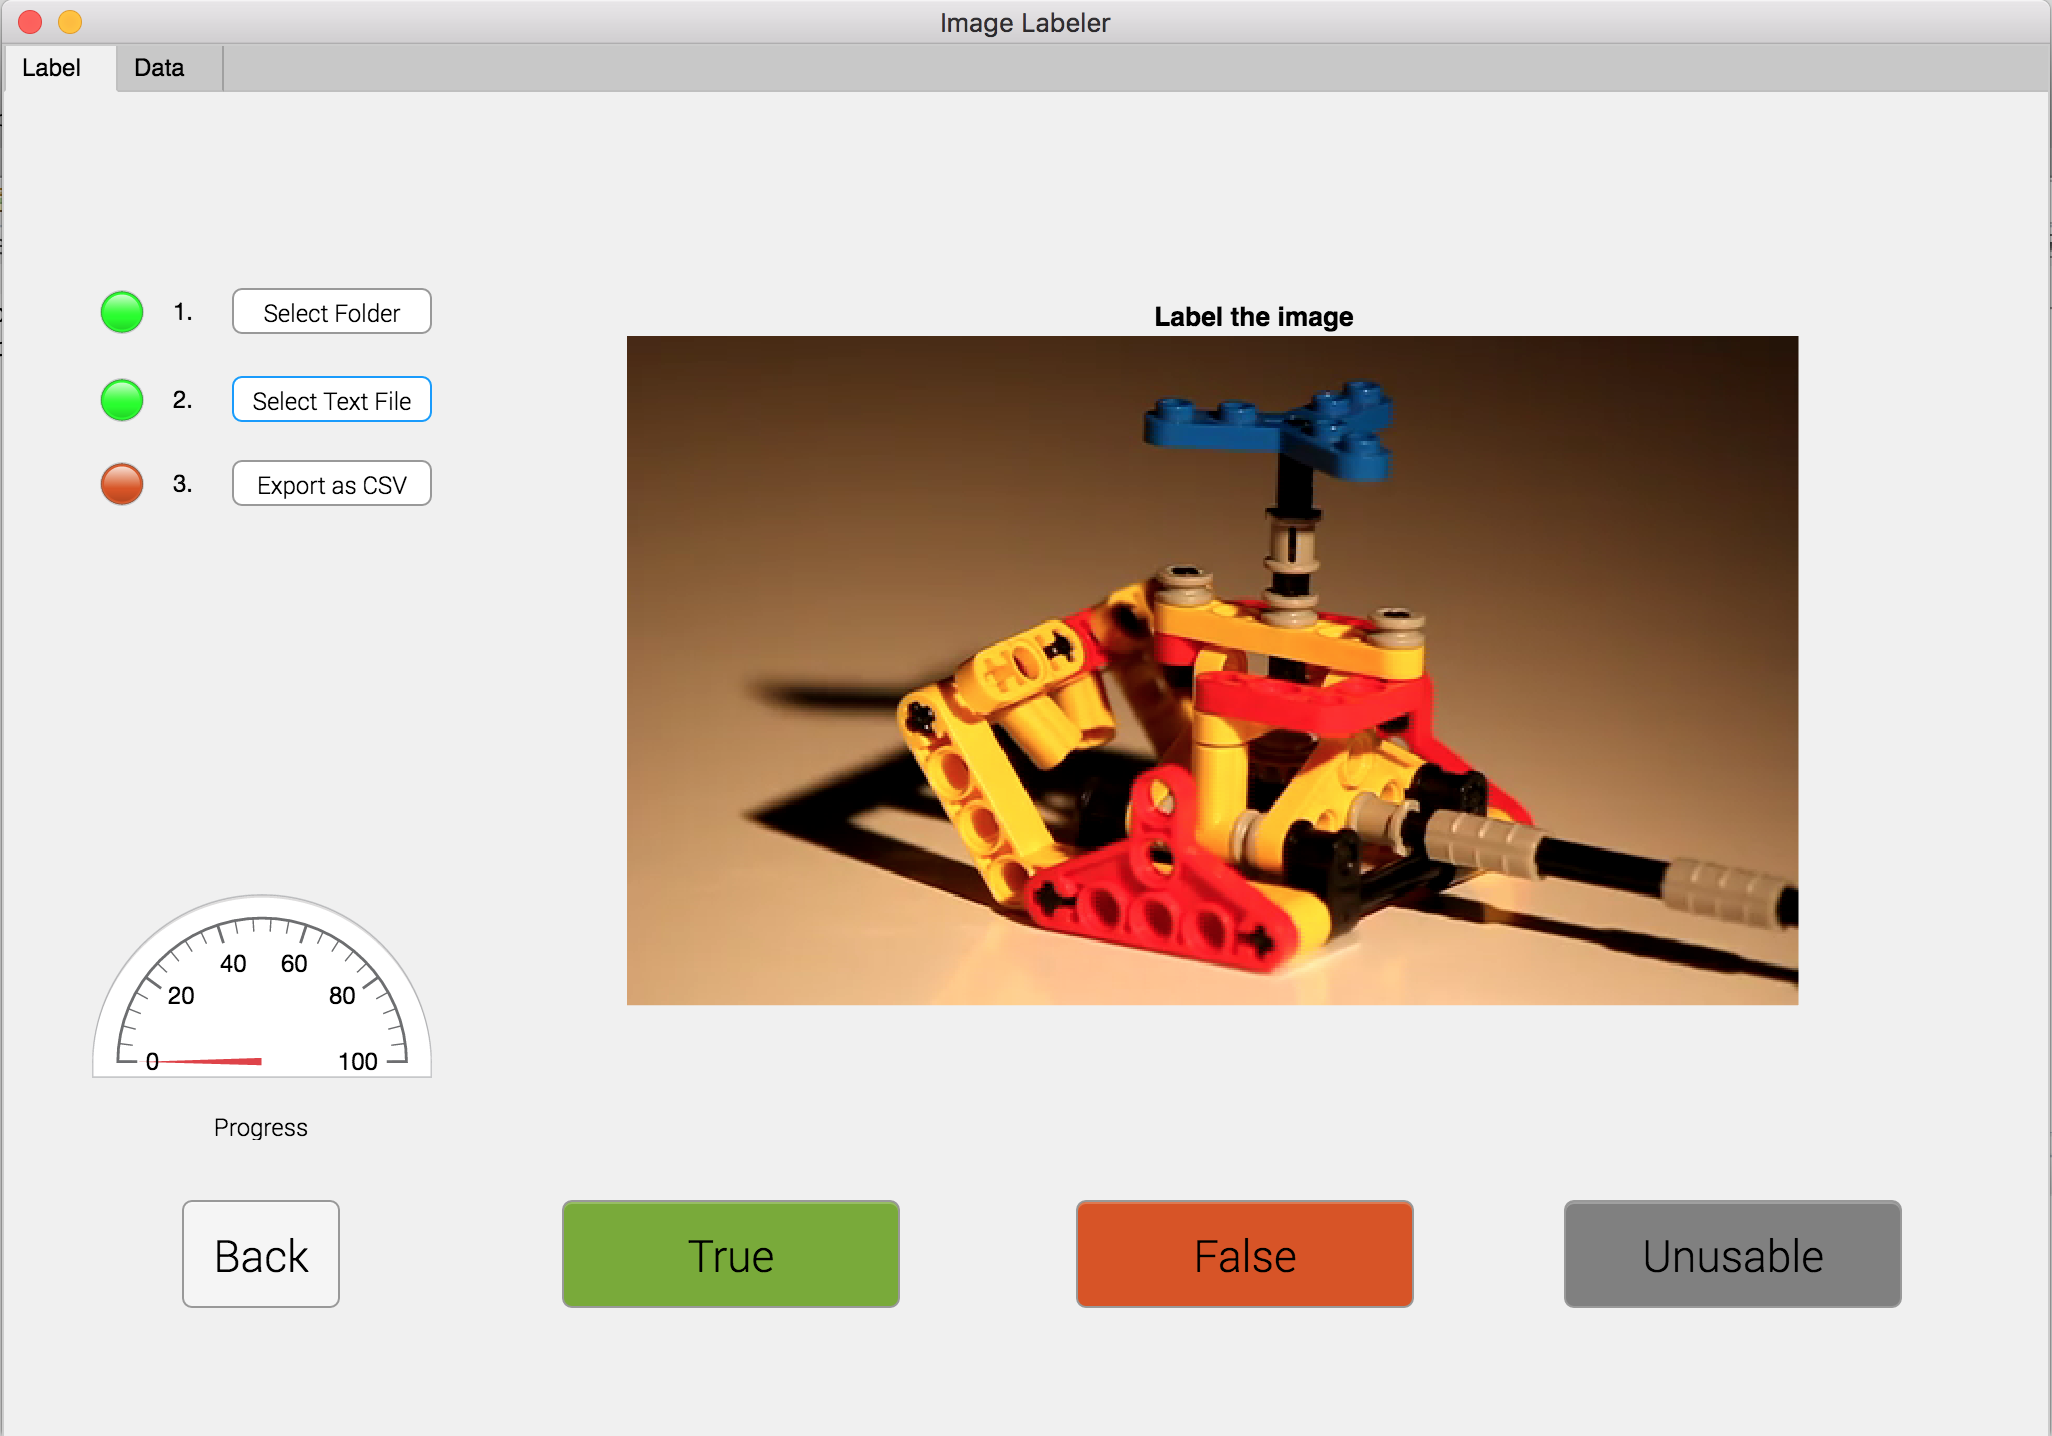 Image Labeler
Label Data
1. Select Folder
2. Select Text File
3. Export as CSV
Label the image
40 60
20 80
0 100
Progress
Back True False Unusable